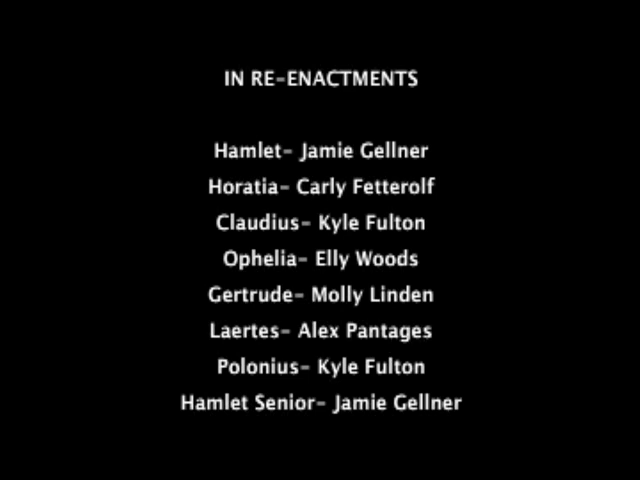 IN RE-ENACTMENTS
Hamlet- Jamie Gellner
Horatia- Carly Fetterolf
Claudius- Kyle Fulton
Ophelia- Elly Woods
Gertrude- Molly Linden
Laertes- Alex Pantages
Polonius- Kyle Fulton
Hamlet Senior- Jamie Gellner